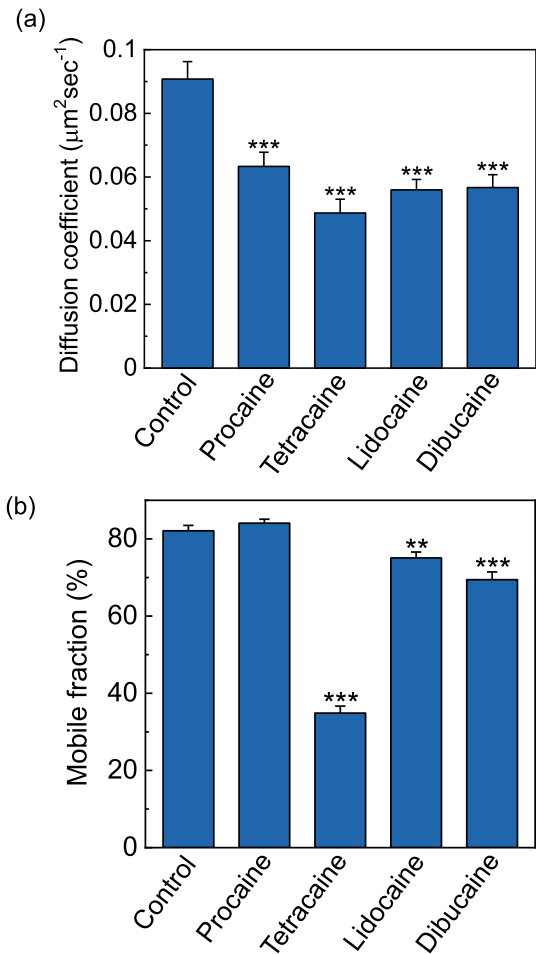 (a)
Diffusion coefficient (μm²sec⁻¹)
0.1
0.08
0.06
0.04
0.02
0
***
***
***
***
Control
Procaine
Tetracaine
Lidocaine
Dibucaine
(b)
Mobile fraction (%)
80
60
40
20
0
***
**
***
Control
Procaine
Tetracaine
Lidocaine
Dibucaine